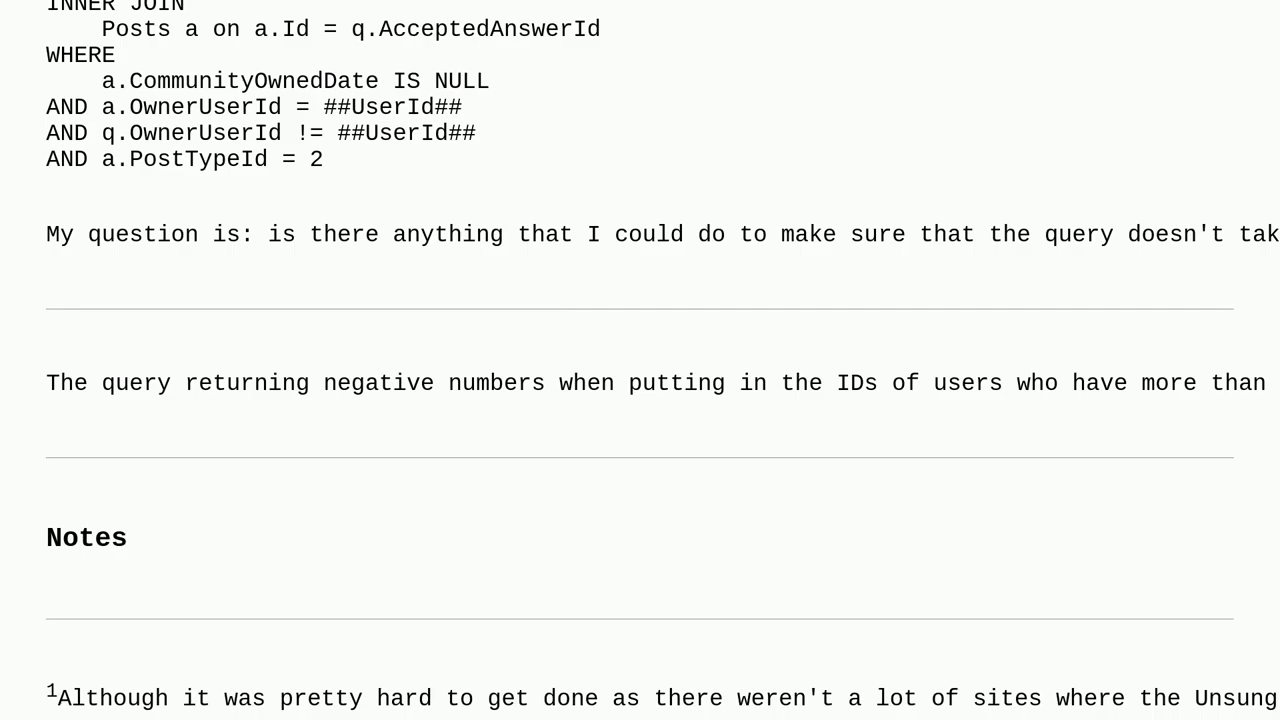 INNER JOIN
Posts a on a.Id = q.AcceptedAnswerId
WHERE
a.CommunityOwnedDate IS NULL
AND a.OwnerUserId = ##UserId##
AND q.OwnerUserId != ##UserId##
AND a.PostTypeId = 2
My question is: is there anything that I could do to make sure that the query doesn't tak
The query returning negative numbers when putting in the IDs of users who have more than
Notes
1Although it was pretty hard to get done as there weren't a lot of sites where the Unsung